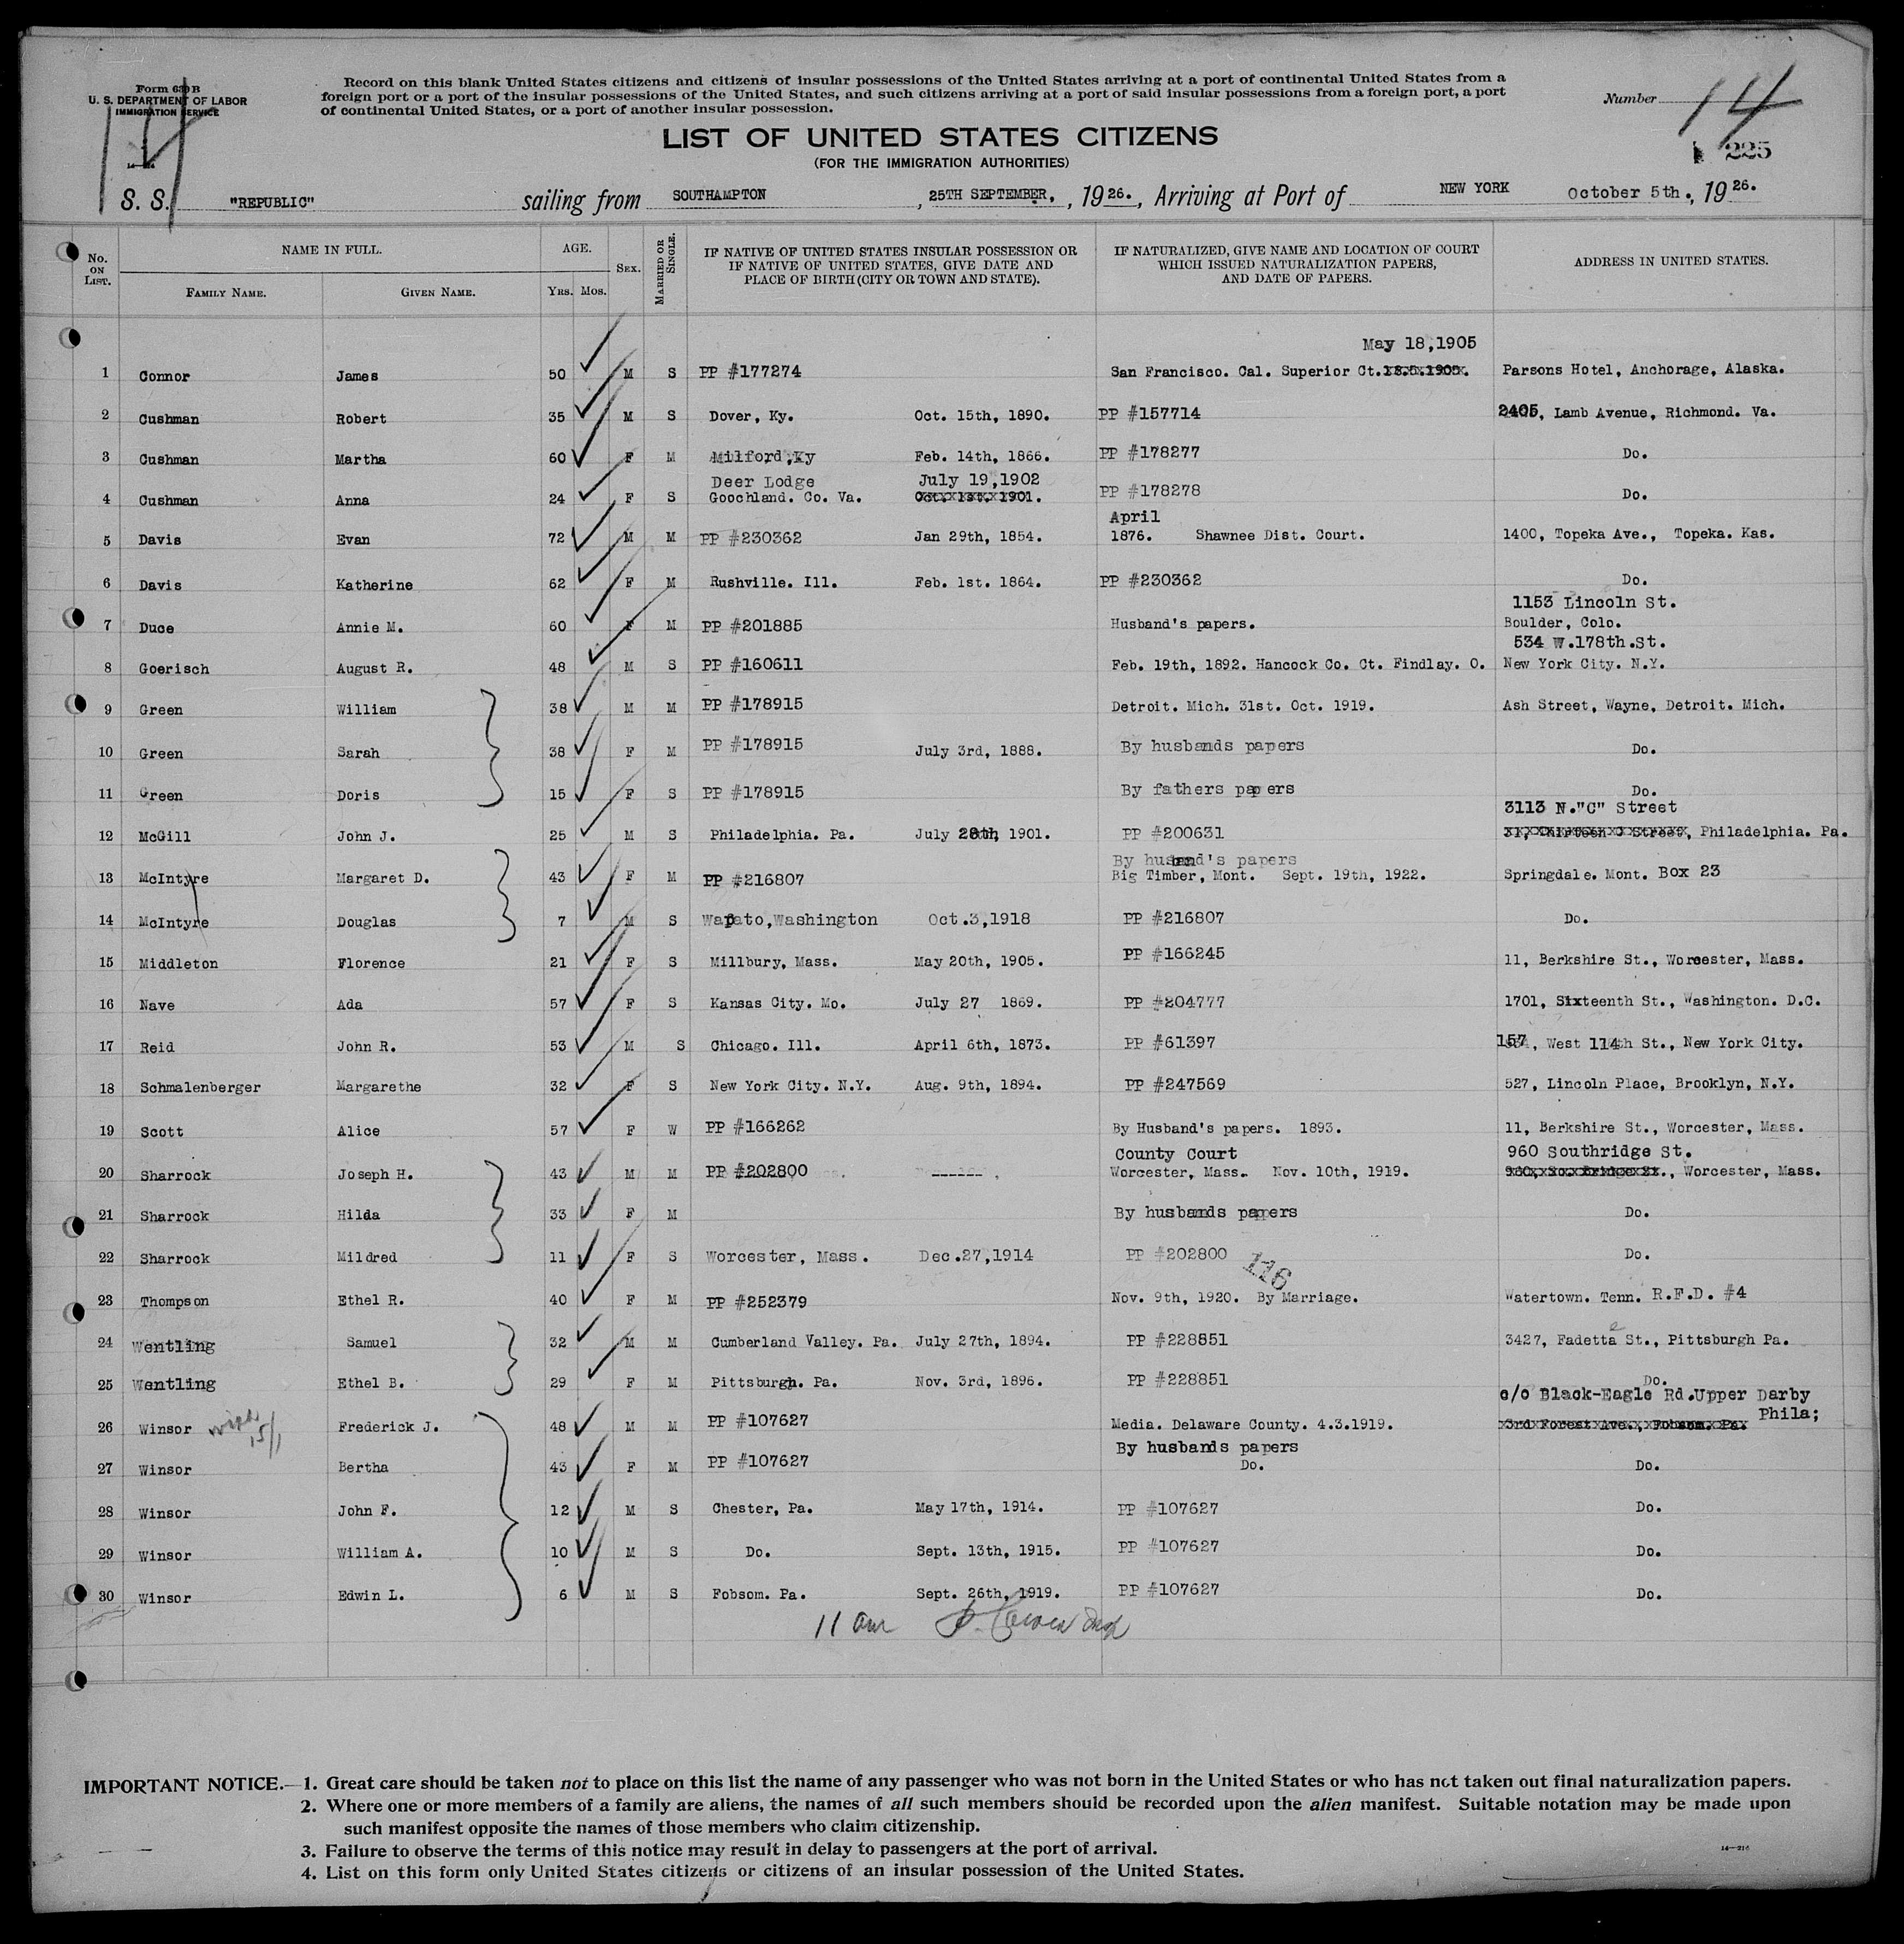 Form 630 B
U. S. DEPARTMENT OF LABOR
IMMIGRATION SERVICE
14
Record on this blank United States citizens and citizens of insular possessions of the United States arriving at a port of continental United States from a
foreign port or a port of the insular possessions of the United States, and such citizens arriving at a port of said insular possessions from a foreign port, a port
of continental United States, or a port of another insular possession.
Number 14
225
LIST OF UNITED STATES CITIZENS
(FOR THE IMMIGRATION AUTHORITIES)
S. S. "REPUBLIC" sailing from SOUTHAMPTON, 25TH SEPTEMBER, 1926., Arriving at Port of NEW YORK October 5th., 1926.
No. ON LIST. NAME IN FULL. AGE. SEX. MARRIED OR SINGLE. IF NATIVE OF UNITED STATES INSULAR POSSESSION OR IF NATIVE OF UNITED STATES, GIVE DATE AND PLACE OF BIRTH (CITY OR TOWN AND STATE). IF NATURALIZED, GIVE NAME AND LOCATION OF COURT WHICH ISSUED NATURALIZATION PAPERS, AND DATE OF PAPERS. ADDRESS IN UNITED STATES.
FAMILY NAME. GIVEN NAME. YRS. MOS.
May 18,1905
1 Connor James 50 M S PP #177274 San Francisco. Cal. Superior Ct. 18.5.1905. Parsons Hotel, Anchorage, Alaska.
2 Cushman Robert 35 M S Dover, Ky. Oct. 15th, 1890. PP #157714 2405, Lamb Avenue, Richmond. Va.
3 Cushman Martha 60 F M Milford,Ky Feb. 14th, 1866. PP #178277 Do.
Deer Lodge July 19,1902
4 Cushman Anna 24 F S Goochland. Co. Va. Oct. 1st. 1901. PP #178278 Do.
April
5 Davis Evan 72 M M PP #230362 Jan 29th, 1854. 1876. Shawnee Dist. Court. 1400, Topeka Ave., Topeka. Kas.
6 Davis Katherine 62 F M Rushville. Ill. Feb. 1st. 1864. PP #230362 Do.
1153 Lincoln St.
7 Duce Annie M. 60 F M PP #201885 Husband's papers. Boulder, Colo.
534 W.178th.St.
8 Goerisch August R. 48 M S PP #160611 Feb. 19th, 1892. Hancock Co. Ct. Findlay. O. New York City. N.Y.
9 Green William 38 M M PP #178915 Detroit. Mich. 31st. Oct. 1919. Ash Street, Wayne, Detroit. Mich.
10 Green Sarah 38 F M PP #178915 July 3rd, 1888. By husbands papers Do.
11 Green Doris 15 F S PP #178915 By fathers papers Do.
3113 N."C" Street
12 McGill John J. 25 M S Philadelphia. Pa. July 28th, 1901. PP #200631 Philadelphia. Pa.
By husband's papers
13 McIntyre Margaret D. 43 F M PP #216807 Big Timber, Mont. Sept. 19th, 1922. Springdale. Mont. Box 23
14 McIntyre Douglas 7 M S Wapato,Washington Oct.3,1918 PP #216807 Do.
15 Middleton Florence 21 F S Millbury, Mass. May 20th, 1905. PP #166245 11, Berkshire St., Worcester, Mass.
16 Nave Ada 57 F S Kansas City. Mo. July 27 1869. PP #204777 1701, Sixteenth St., Washington. D.C.
17 Reid John R. 53 M S Chicago. Ill. April 6th, 1873. PP #61397 157, West 114th St., New York City.
18 Schmalenberger Margarethe 32 F S New York City. N.Y. Aug. 9th, 1894. PP #247569 527, Lincoln Place, Brooklyn, N.Y.
19 Scott Alice 57 F W PP #166262 By Husband's papers. 1893. 11, Berkshire St., Worcester, Mass.
County Court 960 Southridge St.
20 Sharrock Joseph H. 43 M M PP #202800 Worcester, Mass. Nov. 10th, 1919. Worcester, Mass.
21 Sharrock Hilda 33 F M By husbands papers Do.
22 Sharrock Mildred 11 F S Worcester, Mass. Dec.27,1914 PP #202800 Do.
116
23 Thompson Ethel R. 40 F M PP #252379 Nov. 9th, 1920. By Marriage. Watertown. Tenn. R.F.D. #4
24 Wentling Samuel 32 M M Cumberland Valley. Pa. July 27th, 1894. PP #228851 3427, Fadetta St., Pittsburgh Pa.
25 Wentling Ethel B. 29 F M Pittsburgh. Pa. Nov. 3rd, 1896. PP #228851 Do.
c/o Black-Eagle Rd.Upper Darby
Phila;
26 Winsor Frederick J. 48 M M PP #107627 Media. Delaware County. 4.3.1919. 3rd Forest Ave., Fobsom. Pa.
By husbands papers
27 Winsor Bertha 43 F M PP #107627 Do. Do.
28 Winsor John F. 12 M S Chester, Pa. May 17th, 1914. PP #107627 Do.
29 Winsor William A. 10 M S Do. Sept. 13th, 1915. PP #107627 Do.
30 Winsor Edwin L. 6 M S Fobsom. Pa. Sept. 26th, 1919. PP #107627 Do.
11 am
IMPORTANT NOTICE.—1. Great care should be taken not to place on this list the name of any passenger who was not born in the United States or who has not taken out final naturalization papers.
2. Where one or more members of a family are aliens, the names of all such members should be recorded upon the alien manifest. Suitable notation may be made upon
such manifest opposite the names of those members who claim citizenship.
3. Failure to observe the terms of this notice may result in delay to passengers at the port of arrival.
4. List on this form only United States citizens or citizens of an insular possession of the United States.